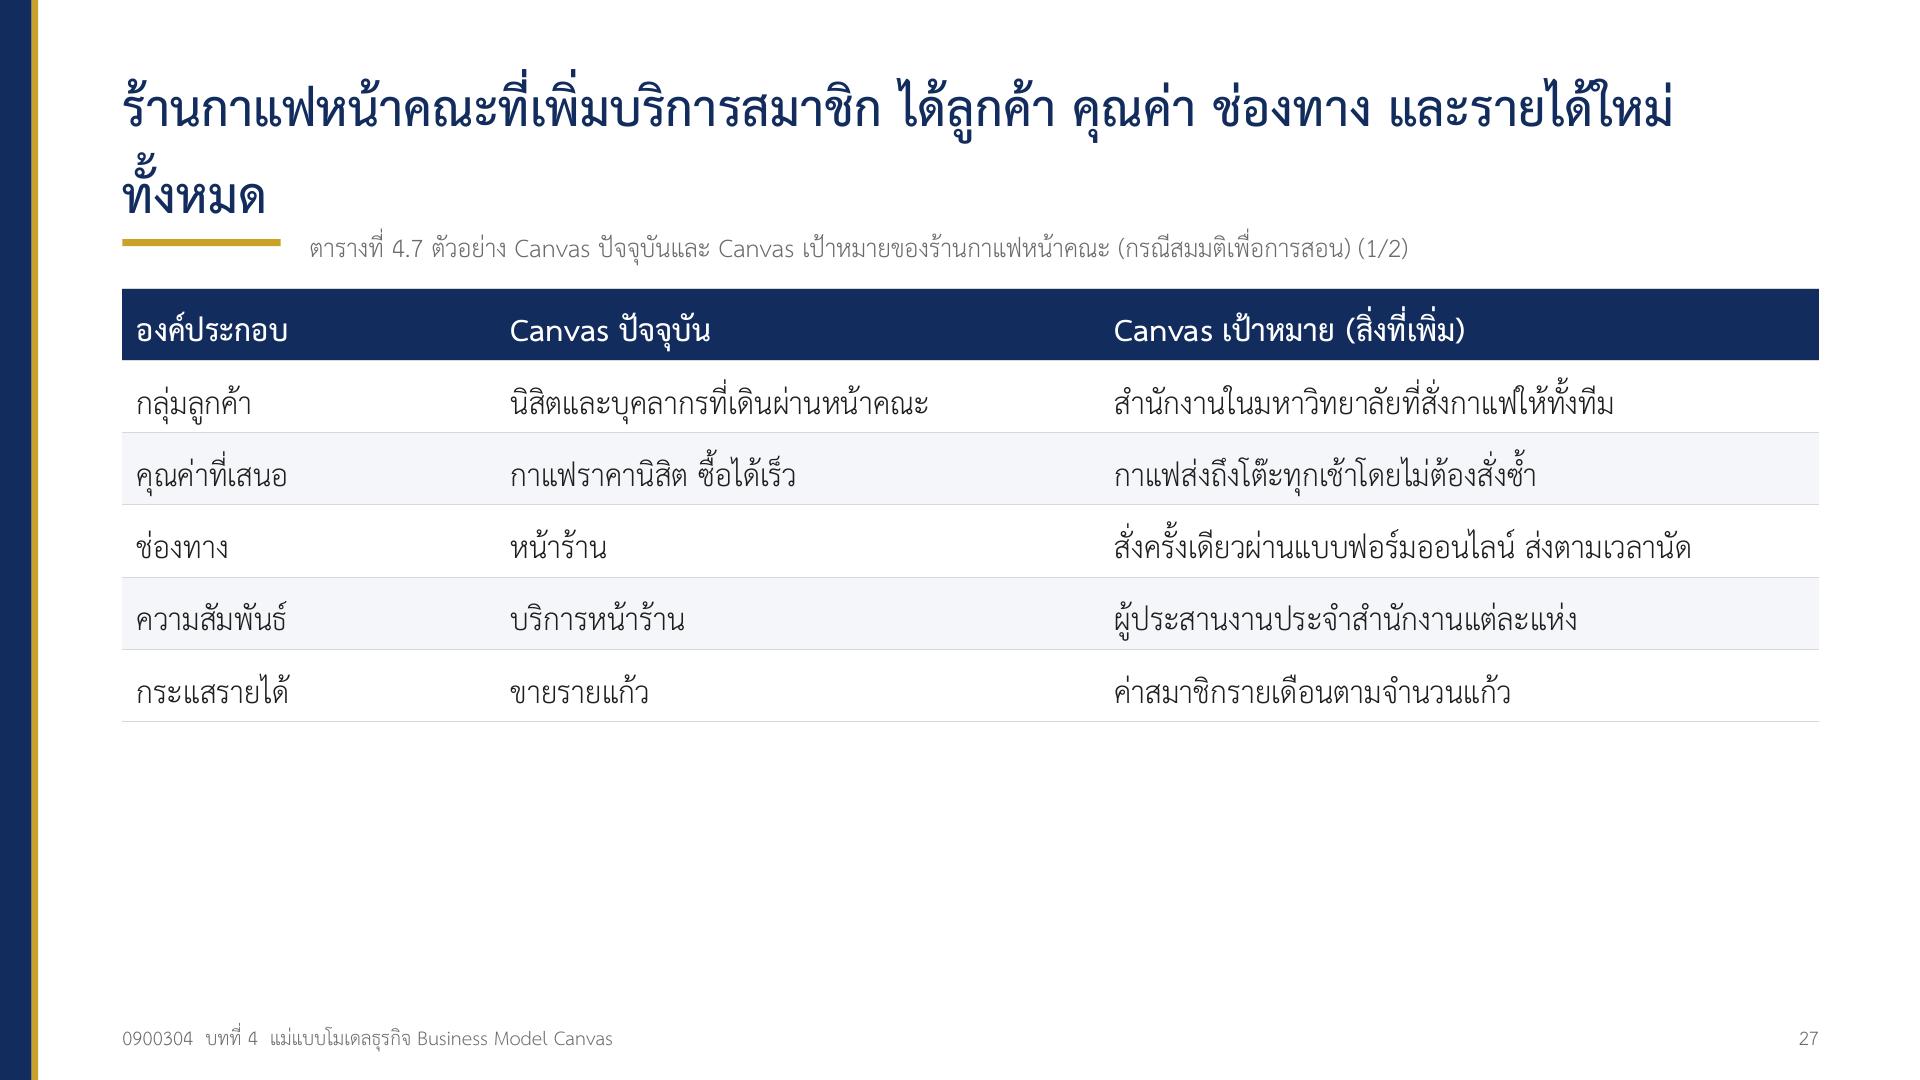 ร้านกาแฟหน้าคณะที่เพิ่มบริการสมาชิก ได้ลูกค้า คุณค่า ช่องทาง และรายได้ใหม่
ทั้งหมด
ตารางที่ 4.7 ตัวอย่าง Canvas ปัจจุบันและ Canvas เป้าหมายของร้านกาแฟหน้าคณะ (กรณีสมมติเพื่อการสอน) (1/2)
องค์ประกอบ Canvas ปัจจุบัน Canvas เป้าหมาย (สิ่งที่เพิ่ม)
กลุ่มลูกค้า นิสิตและบุคลากรที่เดินผ่านหน้าคณะ สำนักงานในมหาวิทยาลัยที่สั่งกาแฟให้ทั้งทีม
คุณค่าที่เสนอ กาแฟราคานิสิต ซื้อได้เร็ว กาแฟส่งถึงโต๊ะทุกเช้าโดยไม่ต้องสั่งซ้ำ
ช่องทาง หน้าร้าน สั่งครั้งเดียวผ่านแบบฟอร์มออนไลน์ ส่งตามเวลานัด
ความสัมพันธ์ บริการหน้าร้าน ผู้ประสานงานประจำสำนักงานแต่ละแห่ง
กระแสรายได้ ขายรายแก้ว ค่าสมาชิกรายเดือนตามจำนวนแก้ว
0900304 บทที่ 4 แม่แบบโมเดลธุรกิจ Business Model Canvas 27